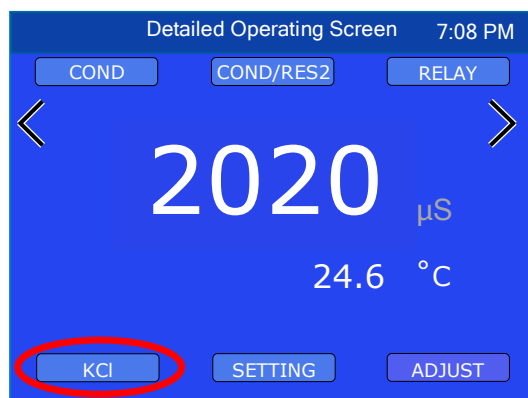 Detailed Operating Screen 7:08 PM
COND COND/RES2 RELAY
2020 µS
24.6 °C
KCl SETTING ADJUST